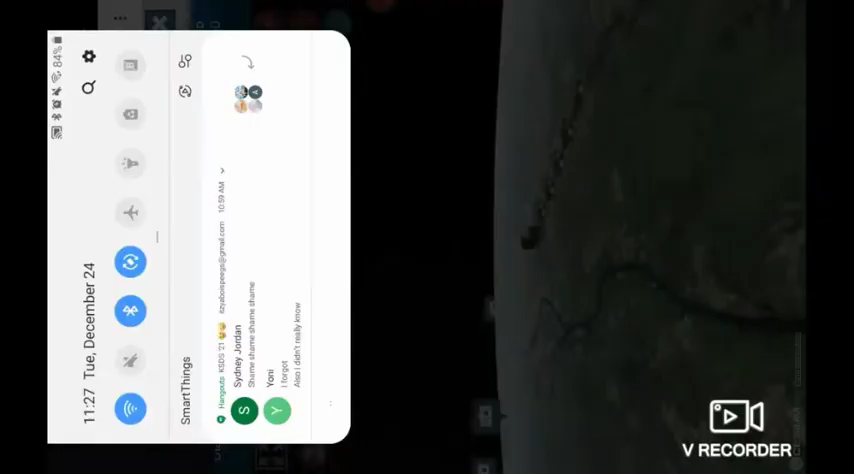 84%
11:27 Tue, December 24
SmartThings
Hangouts KSDS '21 😂😂 itzyaboispeegs@gmail.com 10:59 AM
Sydney Jordan
Shame shame shame shame
Yoni
I forgot
Also I didn't really know
S
Y
A
V RECORDER